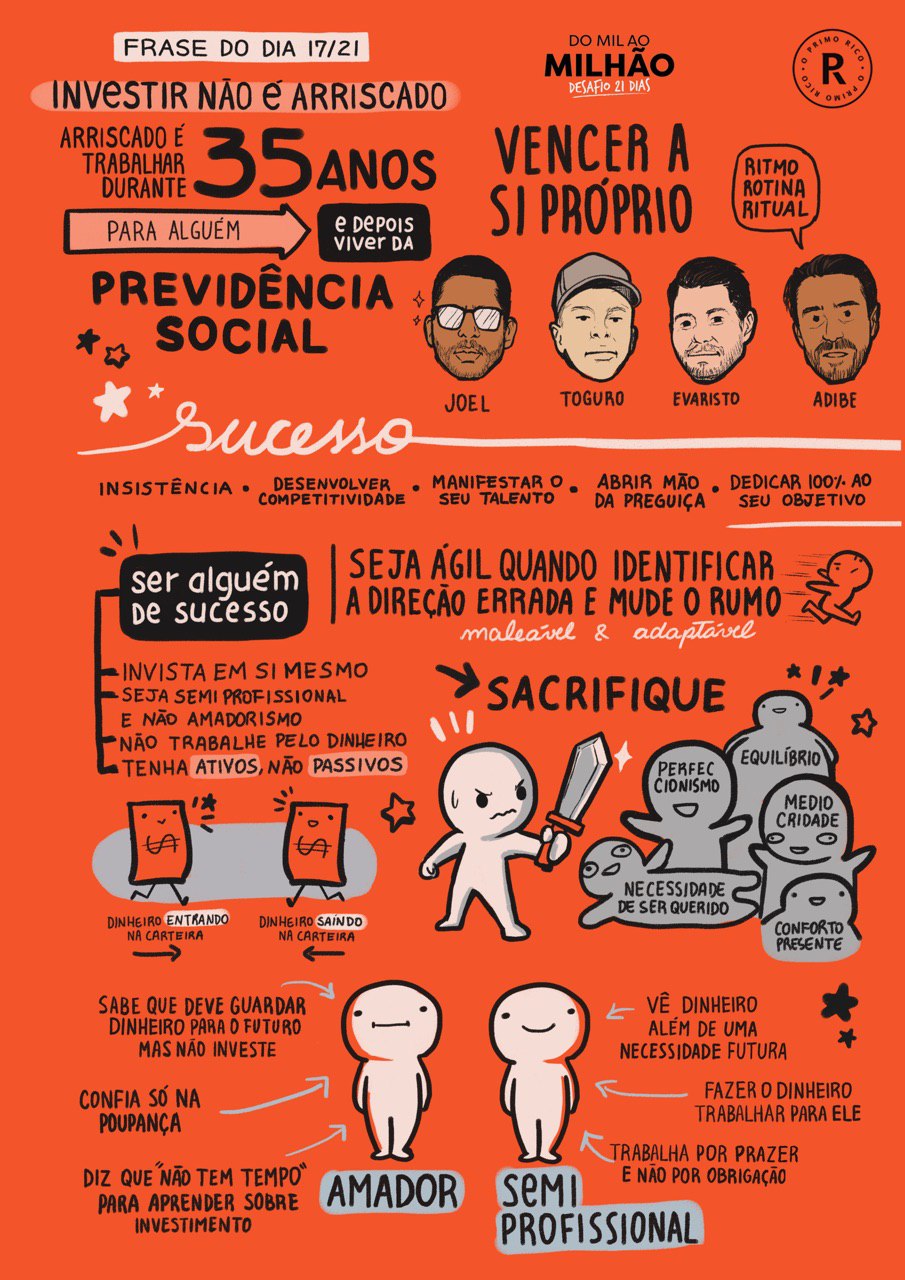 FRASE DO DIA 17/21
INVESTIR NÃO É ARRISCADO
ARRISCADO É
TRABALHAR
DURANTE
35 ANOS
PARA ALGUÉM
e DEPOIS
VIVER DA
PREVIDÊNCIA
SOCIAL
DO MIL AO
MILHÃO
DESAFIO 21 DIAS
O PRIMO RICO • O PRIMO RICO •
R
VENCER A
SI PRÓPRIO
RITMO
ROTINA
RITUAL
JOEL
TOGURO
EVARISTO
ADIBE
sucesso
INSISTÊNCIA •
DESENVOLVER
COMPETITIVIDADE •
MANIFESTAR O
SEU TALENTO •
ABRIR MÃO
DA PREGUIÇA •
DEDICAR 100% AO
SEU OBJETIVO
ser alguém
DE SUCESSO
INVISTA EM SI MESMO
SEJA SEMI PROFISSIONAL
E NÃO AMADORISMO
NÃO TRABALHE PELO DINHEIRO
TENHA ATIVOS, NÃO PASSIVOS
SEJA ÁGIL QUANDO IDENTIFICAR
A DIREÇÃO ERRADA E MUDE O RUMO
maleável & adaptável
SACRIFIQUE
EQUILÍBRIO
PERFEC
CIONISMO
MEDIO
CRIDADE
NECESSIDADE
DE SER QUERIDO
CONFORTO
PRESENTE
$
$
DINHEIRO ENTRANDO
NA CARTEIRA
DINHEIRO SAÍNDO
NA CARTEIRA
SABE QUE DEVE GUARDAR
DINHEIRO PARA O FUTURO
MAS NÃO INVESTE
CONFIA SÓ NA
POUPANÇA
DIZ QUE "NÃO TEM TEMPO"
PARA APRENDER SOBRE
INVESTIMENTO
AMADOR
VÊ DINHEIRO
ALÉM DE UMA
NECESSIDADE FUTURA
FAZER O DINHEIRO
TRABALHAR PARA ELE
TRABALHA POR PRAZER
E NÃO POR OBRIGAÇÃO
SEMI
PROFISSIONAL